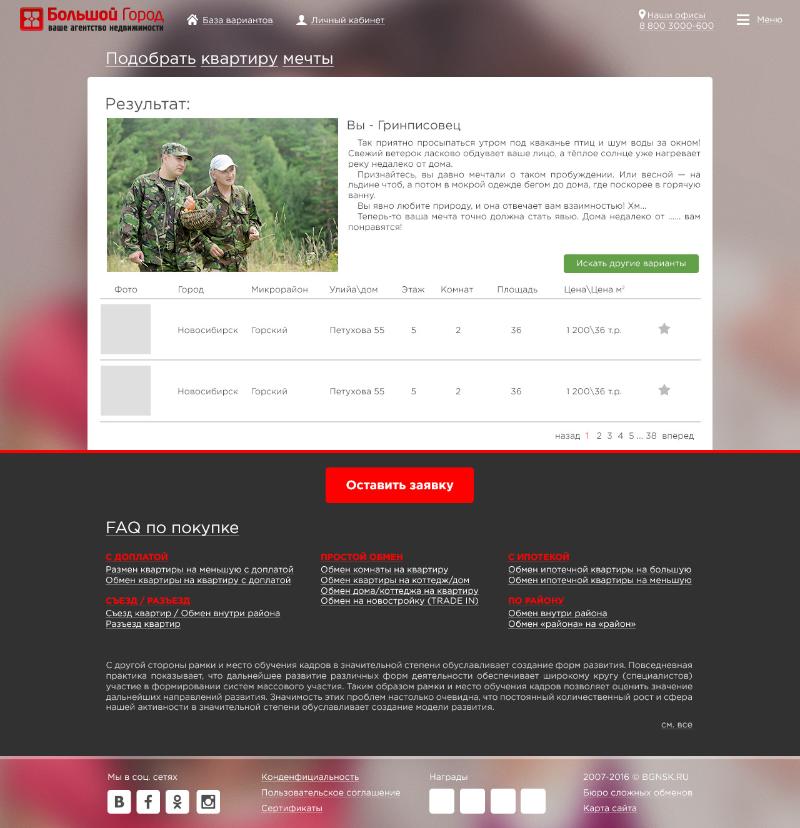 Большой Город
ваше агентство недвижимости
База вариантов
Личный кабинет
Наши офисы
8 800 3000-600
Меню
Подобрать квартиру мечты
Результат:
Вы - Гринписовец
Так приятно просыпаться утром под кваканье птиц и шум воды за окном!
Свежий ветерок ласково обдувает ваше лицо, а тёплое солнце уже нагревает
реку недалеко от дома.
Признайтесь, вы давно мечтали о таком пробуждении. Или весной — на
льдине чтоб, а потом в мокрой одежде бегом до дома, где поскорее в горячую
ванну.
Вы явно любите природу, и она отвечает вам взаимностью! Хм...
Теперь-то ваша мечта точно должна стать явью. Дома недалеко от ...... вам
понравятся!
Искать другие варианты
Фото Город Микрорайон Улийа\дом Этаж Комнат Площадь Цена\Цена м²
Новосибирск Горский Петухова 55 5 2 36 1 200\36 т.р.
Новосибирск Горский Петухова 55 5 2 36 1 200\36 т.р.
назад 1 2 3 4 5 ... 38 вперед
Оставить заявку
FAQ по покупке
С ДОПЛАТОЙ
Размен квартиры на меньшую с доплатой
Обмен квартиры на квартиру с доплатой
СЪЕЗД / РАЗЪЕЗД
Съезд квартир / Обмен внутри района
Разъезд квартир
ПРОСТОЙ ОБМЕН
Обмен комнаты на квартиру
Обмен квартиры на коттедж/дом
Обмен дома/коттеджа на квартиру
Обмен на новостройку (TRADE IN)
С ИПОТЕКОЙ
Обмен ипотечной квартиры на большую
Обмен ипотечной квартиры на меньшую
ПО РАЙОНУ
Обмен внутри района
Обмен «района» на «район»
С другой стороны рамки и место обучения кадров в значительной степени обуславливает создание форм развития. Повседневная
практика показывает, что дальнейшее развитие различных форм деятельности обеспечивает широкому кругу (специалистов)
участие в формировании систем массового участия. Таким образом рамки и место обучения кадров позволяет оценить значение
дальнейших направлений развития. Значимость этих проблем настолько очевидна, что постоянный количественный рост и сфера
нашей активности в значительной степени обуславливает создание модели развития.
см. все
Мы в соц. сетях
Конфденфициальность
Пользовательское соглашение
Сертификаты
Награды
2007-2016 © BGNSK.RU
Бюро сложных обменов
Карта сайта